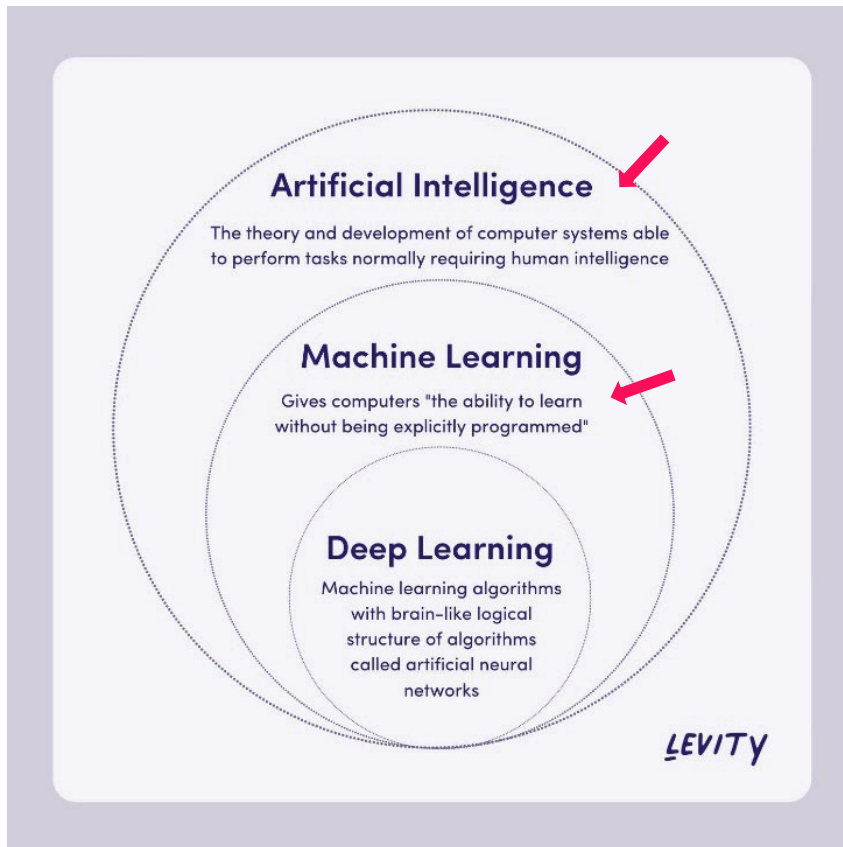 Artificial Intelligence
The theory and development of computer systems able
to perform tasks normally requiring human intelligence
Machine Learning
Gives computers "the ability to learn
without being explicitly programmed"
Deep Learning
Machine learning algorithms
with brain-like logical
structure of algorithms
called artificial neural
networks
LEVITY